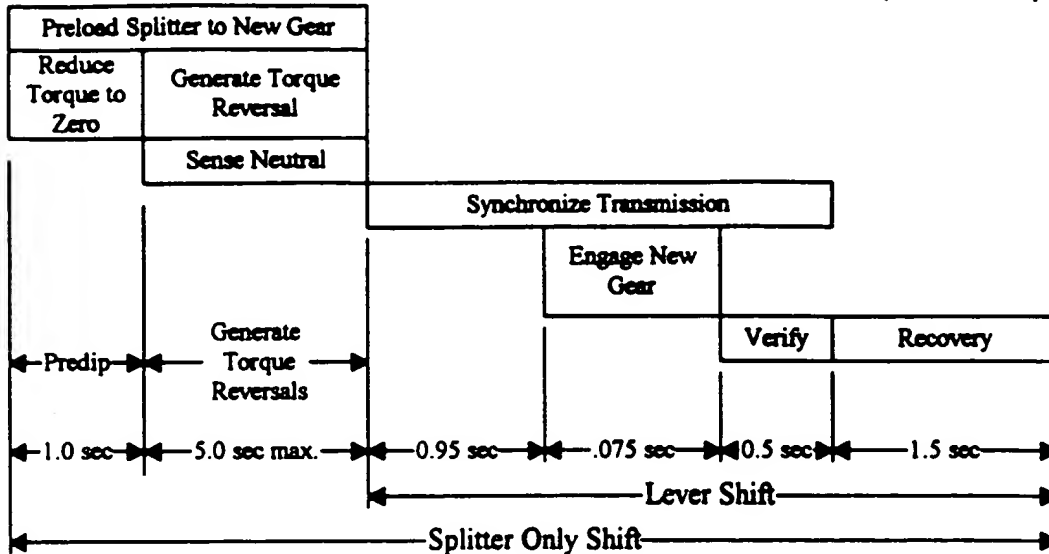 Preload Splitter to New Gear
Reduce
Torque to
Zero
Generate Torque
Reversal
Sense Neutral
Synchronize Transmission
Engage New
Gear
Verify
Recovery
Predip
Generate
Torque
Reversals
1.0 sec
5.0 sec max.
0.95 sec
.075 sec
0.5 sec
1.5 sec
Lever Shift
Splitter Only Shift